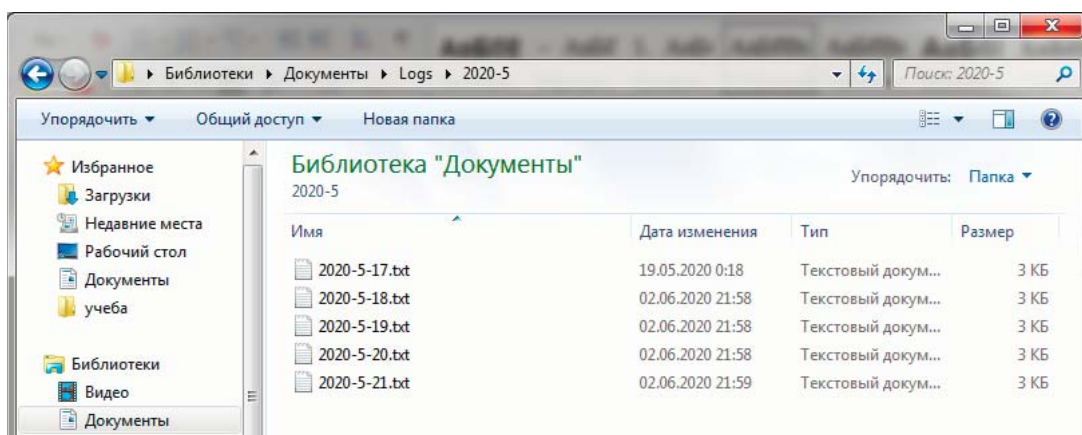 Библиотеки ▸ Документы ▸ Logs ▸ 2020-5
Поиск: 2020-5
Упорядочить Общий доступ Новая папка
Избранное
Загрузки
Недавние места
Рабочий стол
Документы
учеба
Библиотеки
Видео
Документы
Библиотека "Документы"
2020-5
Упорядочить: Папка
Имя Дата изменения Тип Размер
2020-5-17.txt 19.05.2020 0:18 Текстовый докум... 3 КБ
2020-5-18.txt 02.06.2020 21:58 Текстовый докум... 3 КБ
2020-5-19.txt 02.06.2020 21:58 Текстовый докум... 3 КБ
2020-5-20.txt 02.06.2020 21:58 Текстовый докум... 3 КБ
2020-5-21.txt 02.06.2020 21:59 Текстовый докум... 3 КБ